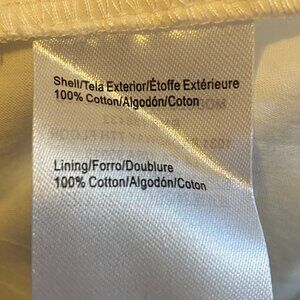 Shell/Tela Exterior/Étoffe Extérieure
100% Cotton/Algodón/Coton
Lining/Forro/Doublure
100% Cotton/Algodón/Coton